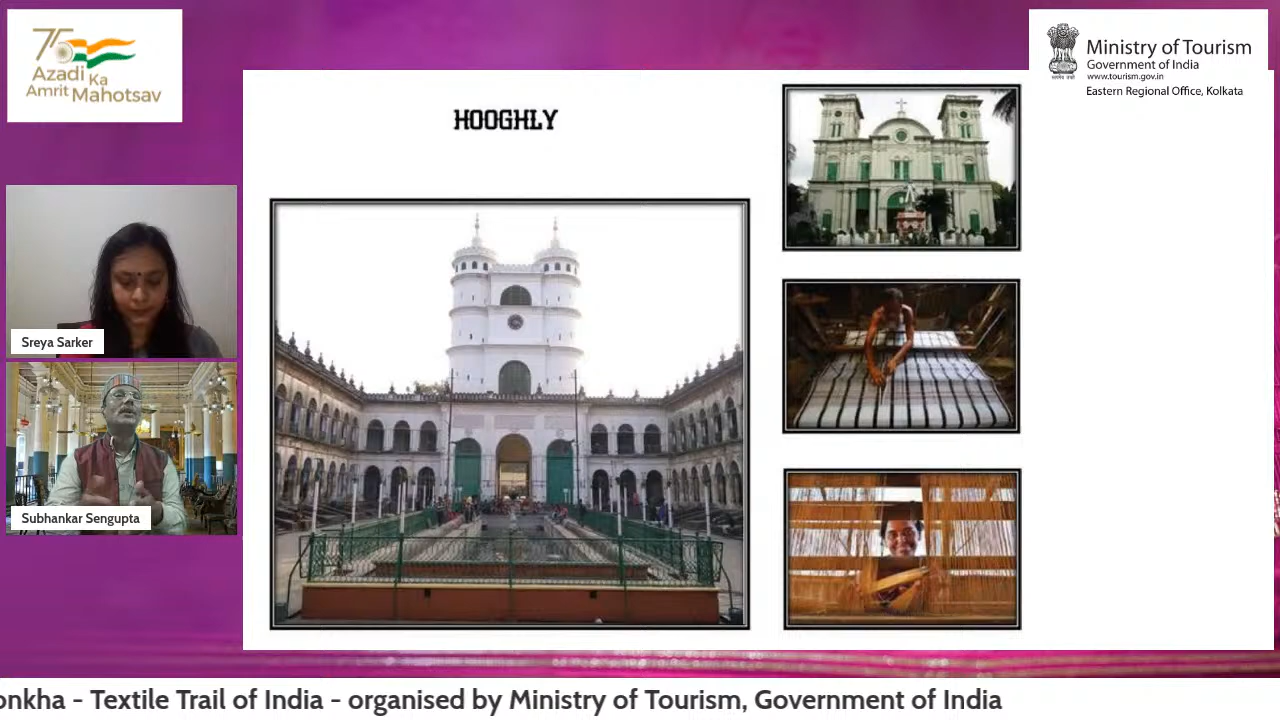 75
Azadi Ka
Amrit Mahotsav
Ministry of Tourism
Government of India
www.tourism.gov.in
Eastern Regional Office, Kolkata
HOOGHLY
Sreya Sarker
Subhankar Sengupta
onkha - Textile Trail of India - organised by Ministry of Tourism, Government of India